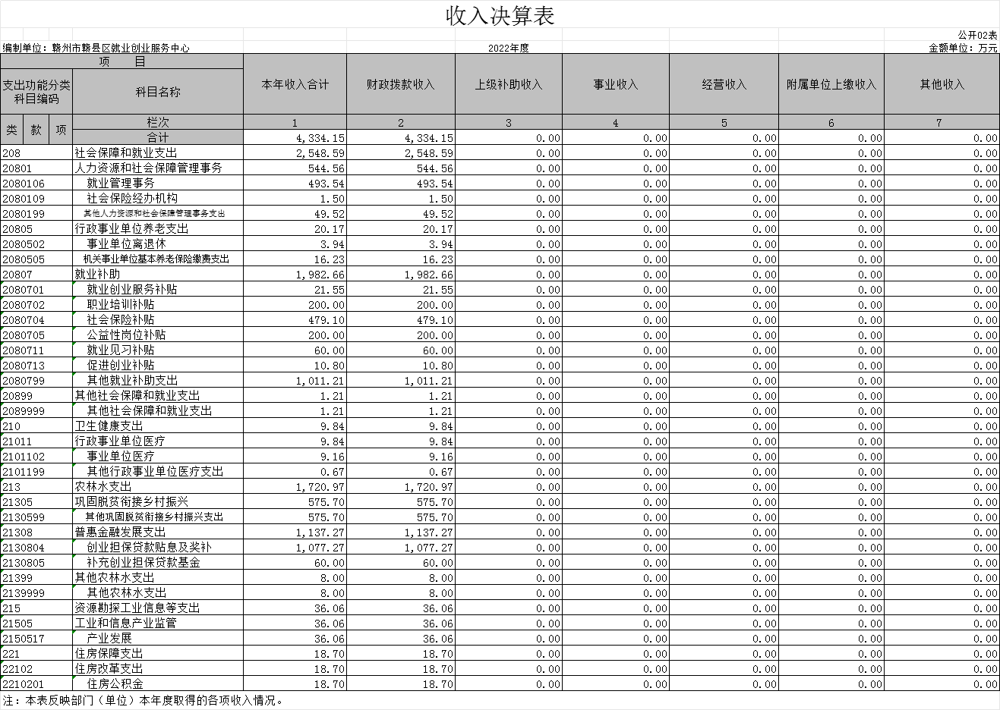 收入决算表
公开02表
编制单位：赣州市赣县区就业创业服务中心 2022年度 金额单位：万元
项 目 本年收入合计 财政拨款收入 上级补助收入 事业收入 经营收入 附属单位上缴收入 其他收入
支出功能分类科目编码 科目名称
类 款 项 栏次 1 2 3 4 5 6 7
合计 4,334.15 4,334.15 0.00 0.00 0.00 0.00 0.00
208 社会保障和就业支出 2,548.59 2,548.59 0.00 0.00 0.00 0.00 0.00
20801 人力资源和社会保障管理事务 544.56 544.56 0.00 0.00 0.00 0.00 0.00
2080106 就业管理事务 493.54 493.54 0.00 0.00 0.00 0.00 0.00
2080109 社会保险经办机构 1.50 1.50 0.00 0.00 0.00 0.00 0.00
2080199 其他人力资源和社会保障管理事务支出 49.52 49.52 0.00 0.00 0.00 0.00 0.00
20805 行政事业单位养老支出 20.17 20.17 0.00 0.00 0.00 0.00 0.00
2080502 事业单位离退休 3.94 3.94 0.00 0.00 0.00 0.00 0.00
2080505 机关事业单位基本养老保险缴费支出 16.23 16.23 0.00 0.00 0.00 0.00 0.00
20807 就业补助 1,982.66 1,982.66 0.00 0.00 0.00 0.00 0.00
2080701 就业创业服务补贴 21.55 21.55 0.00 0.00 0.00 0.00 0.00
2080702 职业培训补贴 200.00 200.00 0.00 0.00 0.00 0.00 0.00
2080704 社会保险补贴 479.10 479.10 0.00 0.00 0.00 0.00 0.00
2080705 公益性岗位补贴 200.00 200.00 0.00 0.00 0.00 0.00 0.00
2080711 就业见习补贴 60.00 60.00 0.00 0.00 0.00 0.00 0.00
2080713 促进创业补贴 10.80 10.80 0.00 0.00 0.00 0.00 0.00
2080799 其他就业补助支出 1,011.21 1,011.21 0.00 0.00 0.00 0.00 0.00
20899 其他社会保障和就业支出 1.21 1.21 0.00 0.00 0.00 0.00 0.00
2089999 其他社会保障和就业支出 1.21 1.21 0.00 0.00 0.00 0.00 0.00
210 卫生健康支出 9.84 9.84 0.00 0.00 0.00 0.00 0.00
21011 行政事业单位医疗 9.84 9.84 0.00 0.00 0.00 0.00 0.00
2101102 事业单位医疗 9.16 9.16 0.00 0.00 0.00 0.00 0.00
2101199 其他行政事业单位医疗支出 0.67 0.67 0.00 0.00 0.00 0.00 0.00
213 农林水支出 1,720.97 1,720.97 0.00 0.00 0.00 0.00 0.00
21305 巩固脱贫衔接乡村振兴 575.70 575.70 0.00 0.00 0.00 0.00 0.00
2130599 其他巩固脱贫衔接乡村振兴支出 575.70 575.70 0.00 0.00 0.00 0.00 0.00
21308 普惠金融发展支出 1,137.27 1,137.27 0.00 0.00 0.00 0.00 0.00
2130804 创业担保贷款贴息及奖补 1,077.27 1,077.27 0.00 0.00 0.00 0.00 0.00
2130805 补充创业担保贷款基金 60.00 60.00 0.00 0.00 0.00 0.00 0.00
21399 其他农林水支出 8.00 8.00 0.00 0.00 0.00 0.00 0.00
2139999 其他农林水支出 8.00 8.00 0.00 0.00 0.00 0.00 0.00
215 资源勘探工业信息等支出 36.06 36.06 0.00 0.00 0.00 0.00 0.00
21505 工业和信息产业监管 36.06 36.06 0.00 0.00 0.00 0.00 0.00
2150517 产业发展 36.06 36.06 0.00 0.00 0.00 0.00 0.00
221 住房保障支出 18.70 18.70 0.00 0.00 0.00 0.00 0.00
22102 住房改革支出 18.70 18.70 0.00 0.00 0.00 0.00 0.00
2210201 住房公积金 18.70 18.70 0.00 0.00 0.00 0.00 0.00
注：本表反映部门（单位）本年度取得的各项收入情况。